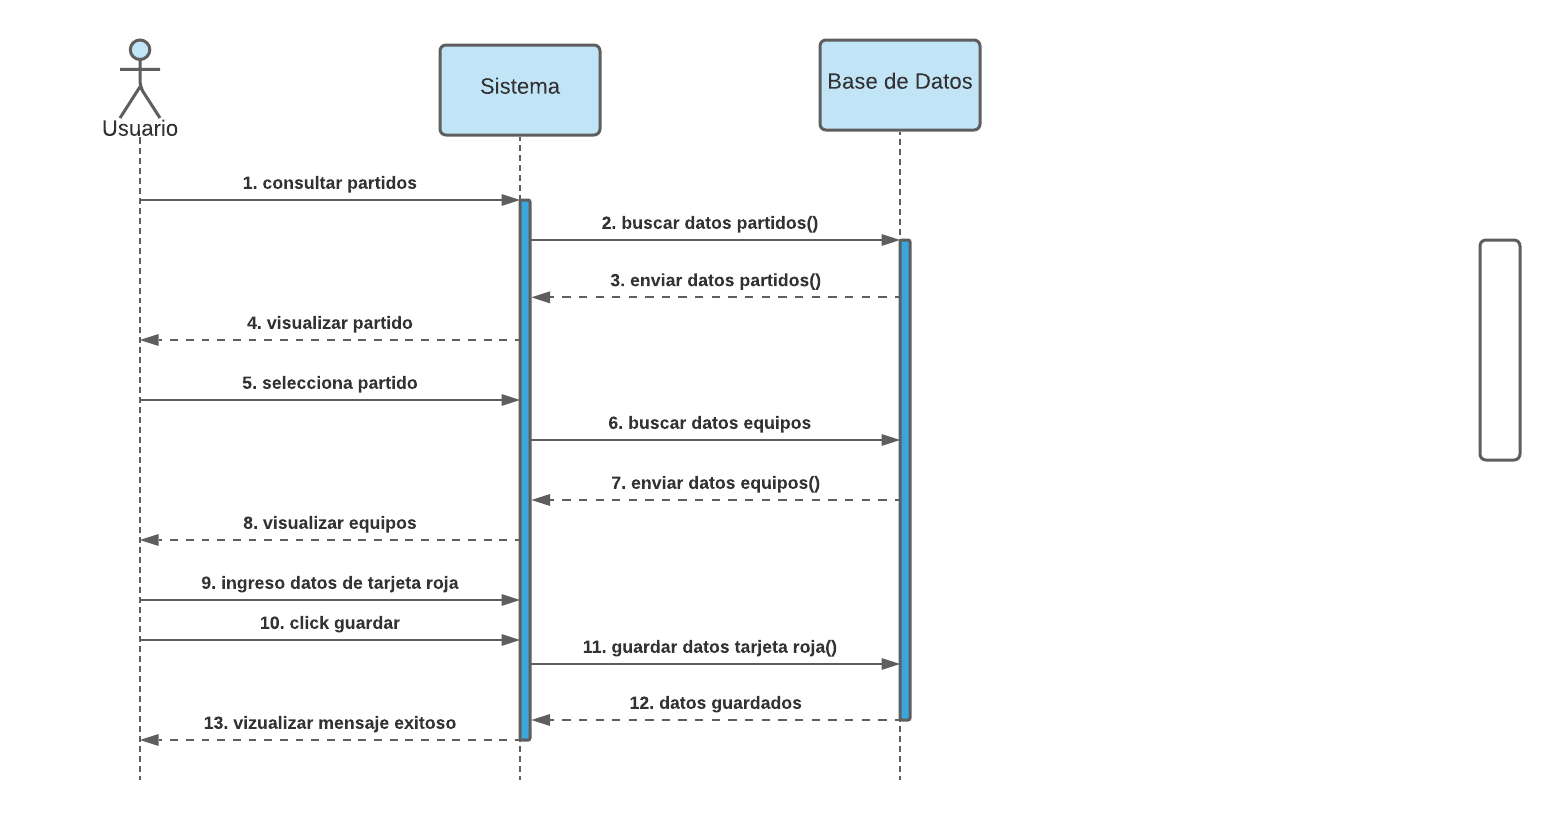 Usuario
Sistema
Base de Datos
1. consultar partidos
2. buscar datos partidos()
3. enviar datos partidos()
4. visualizar partido
5. selecciona partido
6. buscar datos equipos
7. enviar datos equipos()
8. visualizar equipos
9. ingreso datos de tarjeta roja
10. click guardar
11. guardar datos tarjeta roja()
12. datos guardados
13. vizualizar mensaje exitoso